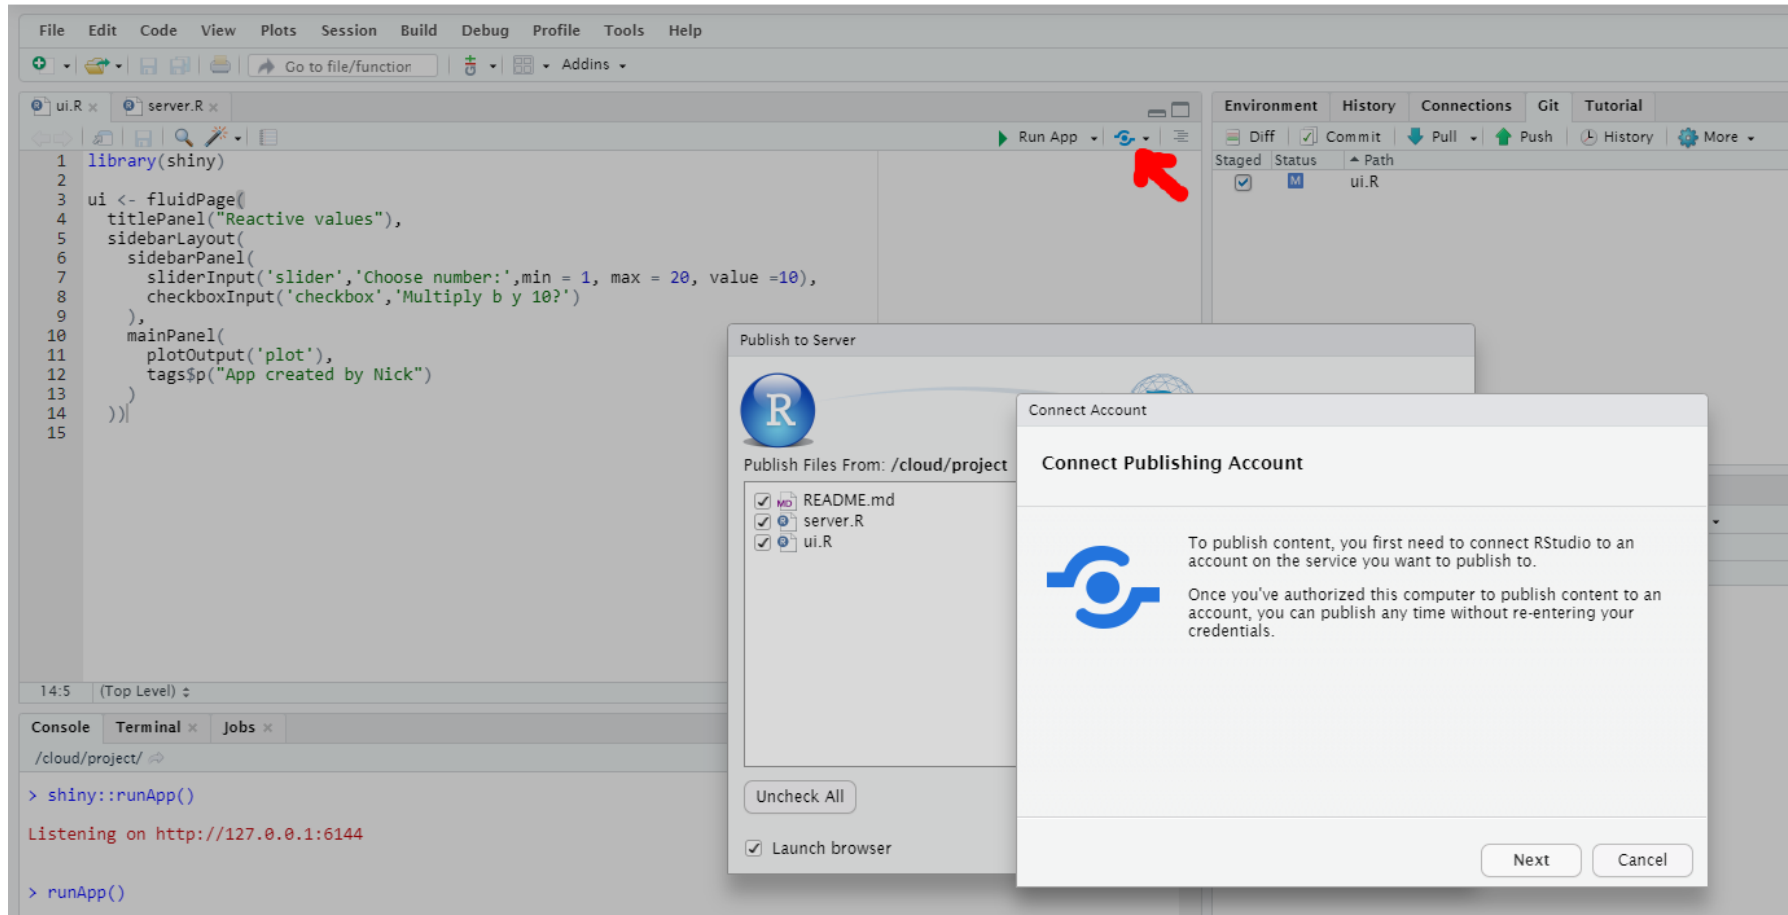 File Edit Code View Plots Session Build Debug Profile Tools Help
Go to file/function Addins
ui.R server.R
Run App
1 library(shiny)
2
3 ui <- fluidPage(
4 titlePanel("Reactive values"),
5 sidebarLayout(
6 sidebarPanel(
7 sliderInput('slider','Choose number:',min = 1, max = 20, value =10),
8 checkboxInput('checkbox','Multiply b y 10?')
9 ),
10 mainPanel(
11 plotOutput('plot'),
12 tags$p("App created by Nick")
13 )
14 ))
15
14:5 (Top Level)
Console Terminal Jobs
/cloud/project/
> shiny::runApp()
Listening on http://127.0.0.1:6144
> runApp()
Environment History Connections Git Tutorial
Diff Commit Pull Push History More
Staged Status Path
M ui.R
Publish to Server
R
Publish Files From: /cloud/project
MD README.md
server.R
ui.R
Uncheck All
Launch browser
Connect Account
Connect Publishing Account
To publish content, you first need to connect RStudio to an
account on the service you want to publish to.
Once you've authorized this computer to publish content to an
account, you can publish any time without re-entering your
credentials.
Next Cancel